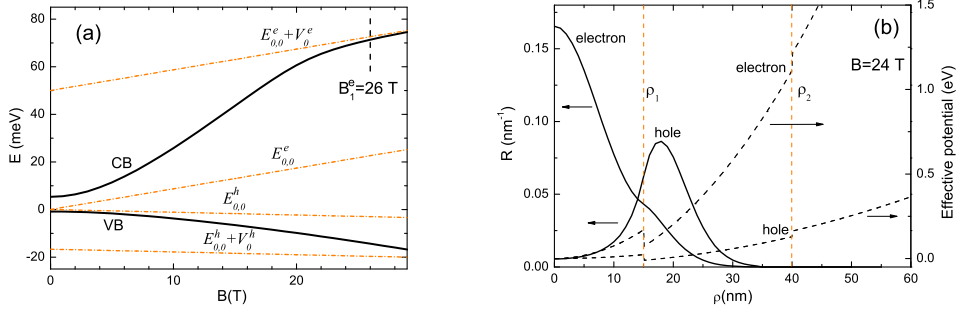 80
60
40
20
0
-20
E (meV)
0
10
20
B(T)
(a)
E^e_{0,0}+V^e_0
B^e_1=26 T
CB
E^e_{0,0}
E^h_{0,0}
VB
E^h_{0,0}+V^h_0
0.15
0.10
0.05
0.00
R (nm^{-1})
0
10
20
30
40
50
60
ρ(nm)
1.5
1.0
0.5
0.0
Effective potential (eV)
(b)
electron
electron
B=24 T
ρ_1
ρ_2
hole
hole